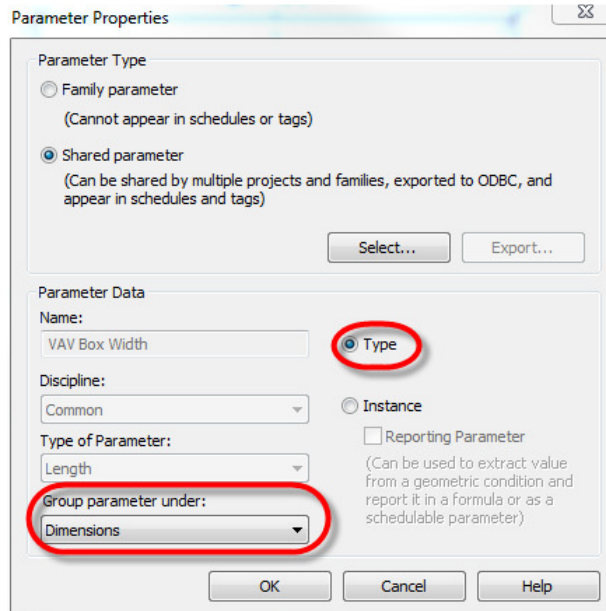 Parameter Properties
Parameter Type
Family parameter
(Cannot appear in schedules or tags)
Shared parameter
(Can be shared by multiple projects and families, exported to ODBC, and
appear in schedules and tags)
Select...
Export...
Parameter Data
Name:
VAV Box Width
Type
Discipline:
Common
Instance
Reporting Parameter
Type of Parameter:
Length
(Can be used to extract value
from a geometric condition and
report it in a formula or as a
schedulable parameter)
Group parameter under:
Dimensions
OK
Cancel
Help